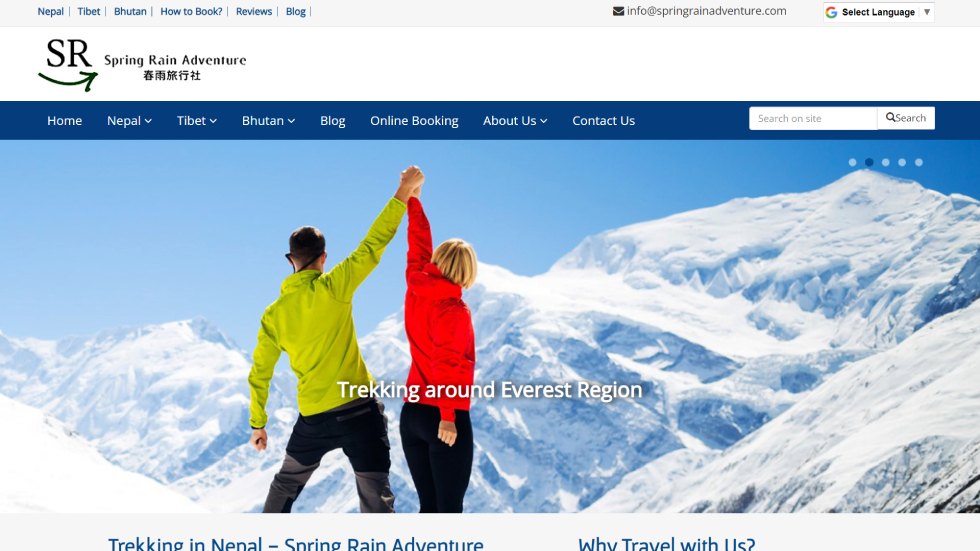 Nepal | Tibet | Bhutan | How to Book? | Reviews | Blog |
info@springrainadventure.com
Select Language ▼
SR
Spring Rain Adventure
春雨旅行社
Home Nepal Tibet Bhutan Blog Online Booking About Us Contact Us
Search on site
Search
Trekking around Everest Region
Trekking in Nepal – Spring Rain Adventure
Why Travel with Us?